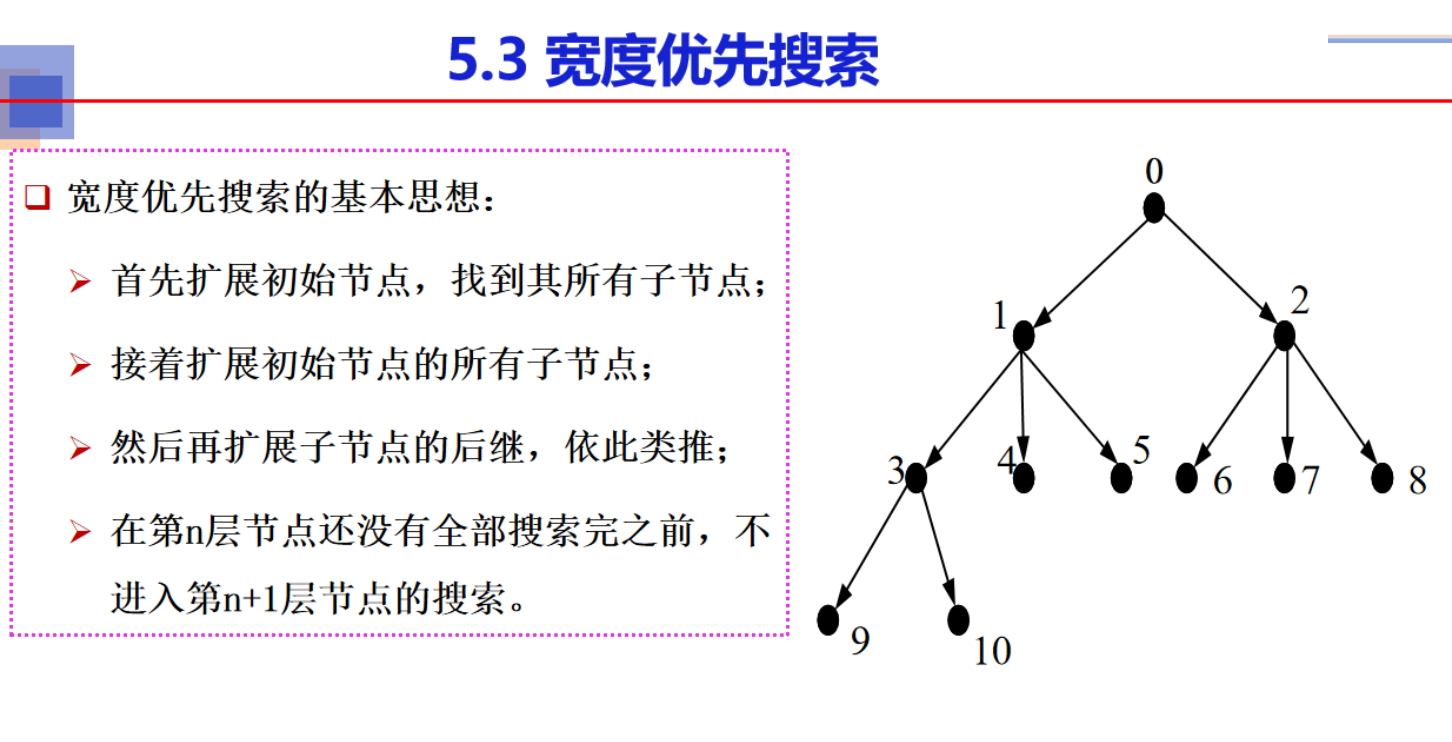 5.3 宽度优先搜索
宽度优先搜索的基本思想：
首先扩展初始节点，找到其所有子节点；
接着扩展初始节点的所有子节点；
然后再扩展子节点的后继，依此类推；
在第n层节点还没有全部搜索完之前，不
进入第n+1层节点的搜索。
0
1
2
3
4
5
6
7
8
9
10